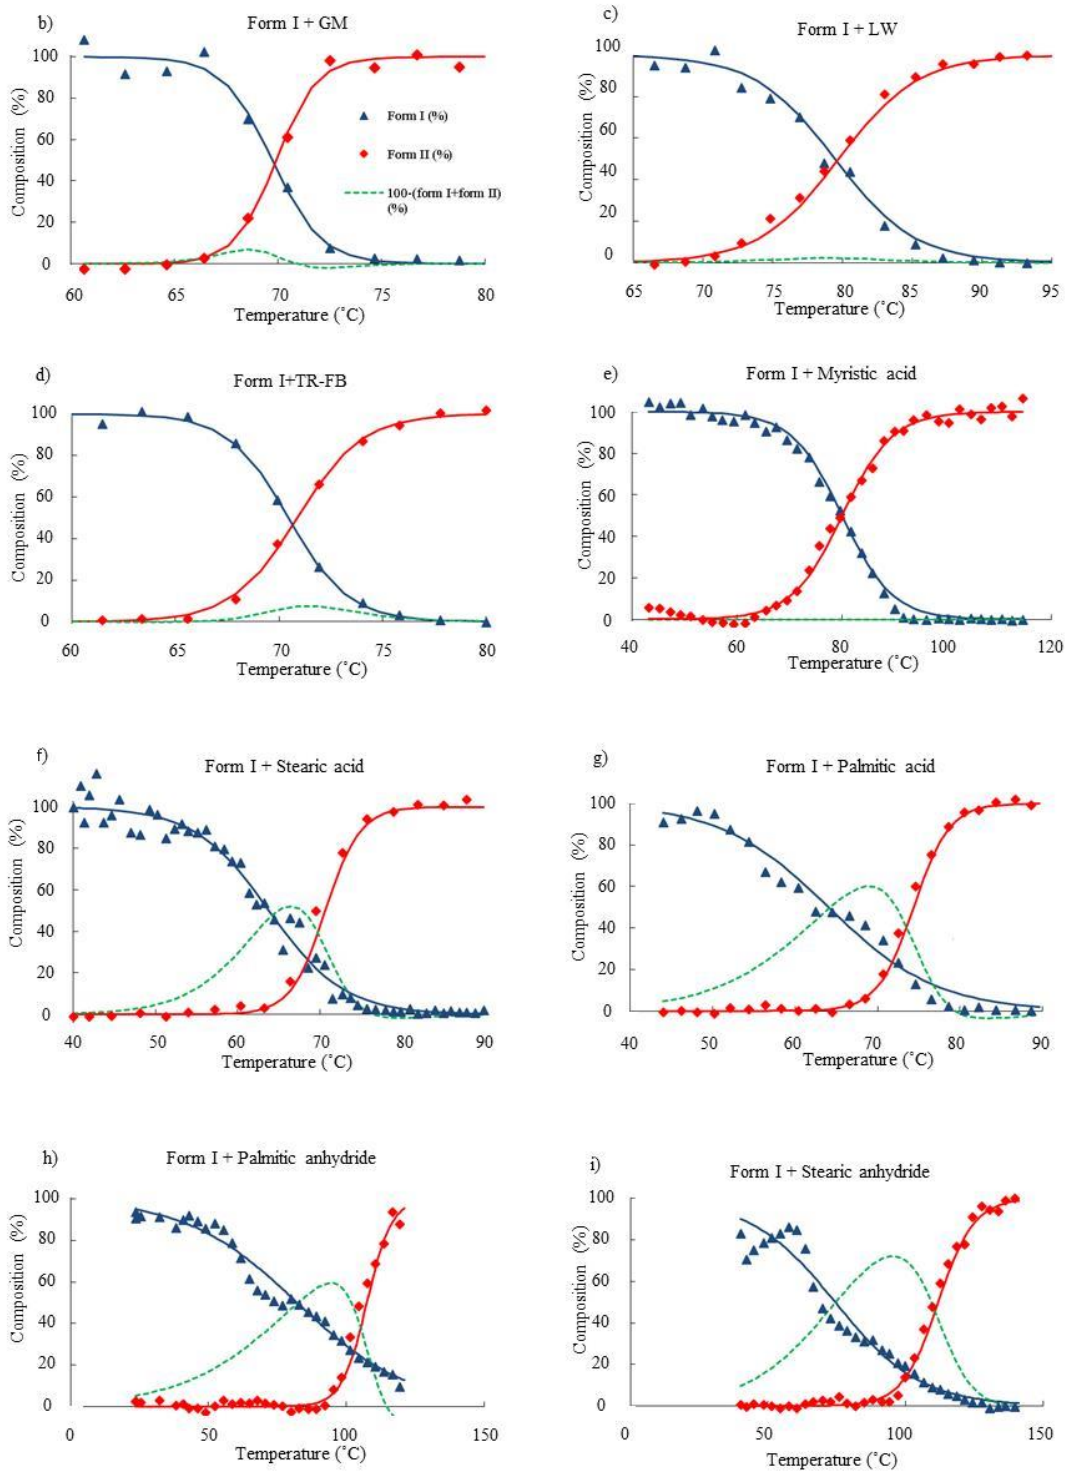 b)
Form I + GM
Composition (%)
100
80
60
40
20
0
Form I (%)
Form II (%)
100-(form I+form II)
(%)
60 65 70 75 80
Temperature (˚C)
c)
Form I + LW
Composition (%)
100
80
60
40
20
0
65 70 75 80 85 90 95
Temperature (˚C)
d)
Form I+TR-FB
Composition (%)
100
80
60
40
20
0
60 65 70 75 80
Temperature (˚C)
e)
Form I + Myristic acid
Composition (%)
100
80
60
40
20
0
40 60 80 100 120
Temperature (˚C)
f)
Form I + Stearic acid
Composition (%)
100
80
60
40
20
0
40 50 60 70 80 90
Temperature (˚C)
g)
Form I + Palmitic acid
Composition (%)
100
80
60
40
20
0
40 50 60 70 80 90
Temperature (˚C)
h)
Form I + Palmitic anhydride
Composition (%)
100
80
60
40
20
0
0 50 100 150
Temperature (˚C)
i)
Form I + Stearic anhydride
Composition (%)
100
80
60
40
20
0
0 50 100 150
Temperature (˚C)